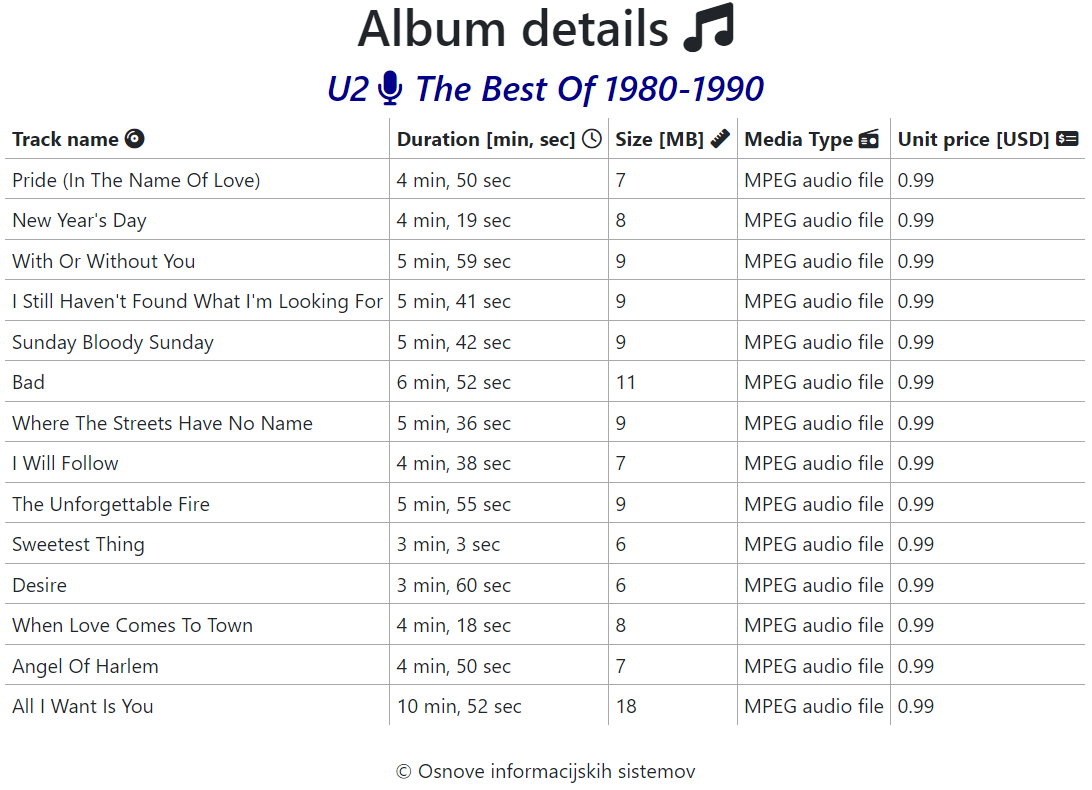 Album details
U2 The Best Of 1980-1990
Track name Duration [min, sec] Size [MB] Media Type Unit price [USD]
Pride (In The Name Of Love) 4 min, 50 sec 7 MPEG audio file 0.99
New Year's Day 4 min, 19 sec 8 MPEG audio file 0.99
With Or Without You 5 min, 59 sec 9 MPEG audio file 0.99
I Still Haven't Found What I'm Looking For 5 min, 41 sec 9 MPEG audio file 0.99
Sunday Bloody Sunday 5 min, 42 sec 9 MPEG audio file 0.99
Bad 6 min, 52 sec 11 MPEG audio file 0.99
Where The Streets Have No Name 5 min, 36 sec 9 MPEG audio file 0.99
I Will Follow 4 min, 38 sec 7 MPEG audio file 0.99
The Unforgettable Fire 5 min, 55 sec 9 MPEG audio file 0.99
Sweetest Thing 3 min, 3 sec 6 MPEG audio file 0.99
Desire 3 min, 60 sec 6 MPEG audio file 0.99
When Love Comes To Town 4 min, 18 sec 8 MPEG audio file 0.99
Angel Of Harlem 4 min, 50 sec 7 MPEG audio file 0.99
All I Want Is You 10 min, 52 sec 18 MPEG audio file 0.99
© Osnove informacijskih sistemov